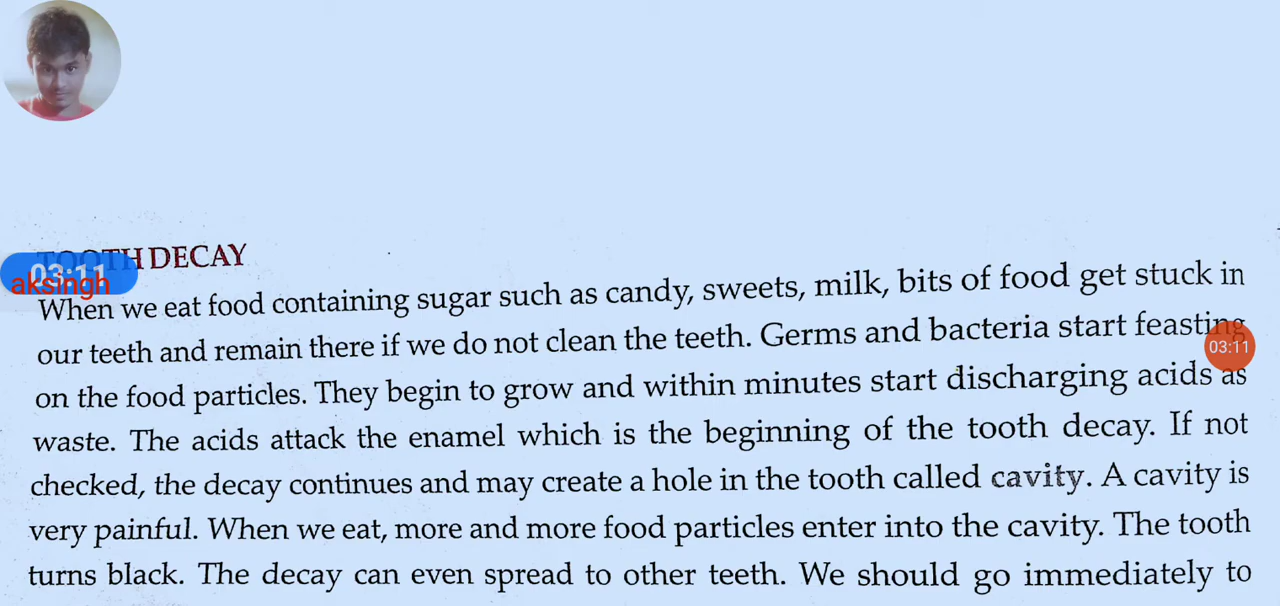 TOOTH DECAY
03:11
aksingh
When we eat food containing sugar such as candy, sweets, milk, bits of food get stuck in
our teeth and remain there if we do not clean the teeth. Germs and bacteria start feasting
03:11
on the food particles. They begin to grow and within minutes start discharging acids as
waste. The acids attack the enamel which is the beginning of the tooth decay. If not
checked, the decay continues and may create a hole in the tooth called cavity. A cavity is
very painful. When we eat, more and more food particles enter into the cavity. The tooth
turns black. The decay can even spread to other teeth. We should go immediately to